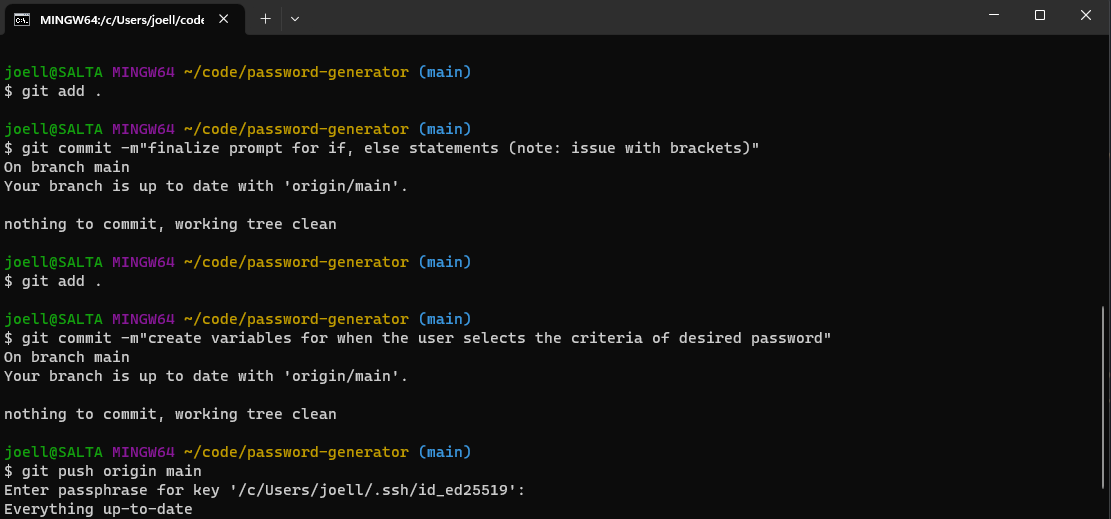 MINGW64:/c/Users/joell/code
joell@SALTA MINGW64 ~/code/password-generator (main)
$ git add .
joell@SALTA MINGW64 ~/code/password-generator (main)
$ git commit -m"finalize prompt for if, else statements (note: issue with brackets)"
On branch main
Your branch is up to date with 'origin/main'.
nothing to commit, working tree clean
joell@SALTA MINGW64 ~/code/password-generator (main)
$ git add .
joell@SALTA MINGW64 ~/code/password-generator (main)
$ git commit -m"create variables for when the user selects the criteria of desired password"
On branch main
Your branch is up to date with 'origin/main'.
nothing to commit, working tree clean
joell@SALTA MINGW64 ~/code/password-generator (main)
$ git push origin main
Enter passphrase for key '/c/Users/joell/.ssh/id_ed25519':
Everything up-to-date